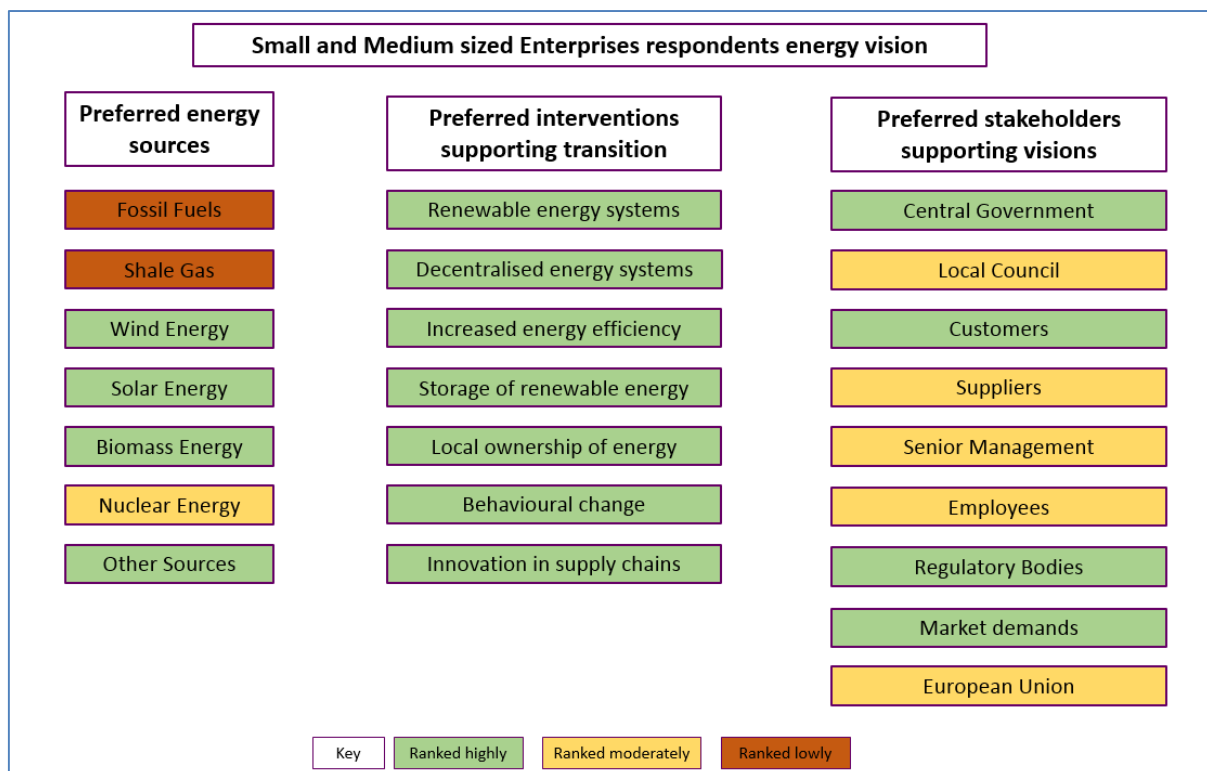 Small and Medium sized Enterprises respondents energy vision
Preferred energy
sources
Fossil Fuels
Shale Gas
Wind Energy
Solar Energy
Biomass Energy
Nuclear Energy
Other Sources
Preferred interventions
supporting transition
Renewable energy systems
Decentralised energy systems
Increased energy efficiency
Storage of renewable energy
Local ownership of energy
Behavioural change
Innovation in supply chains
Preferred stakeholders
supporting visions
Central Government
Local Council
Customers
Suppliers
Senior Management
Employees
Regulatory Bodies
Market demands
European Union
Key
Ranked highly
Ranked moderately
Ranked lowly